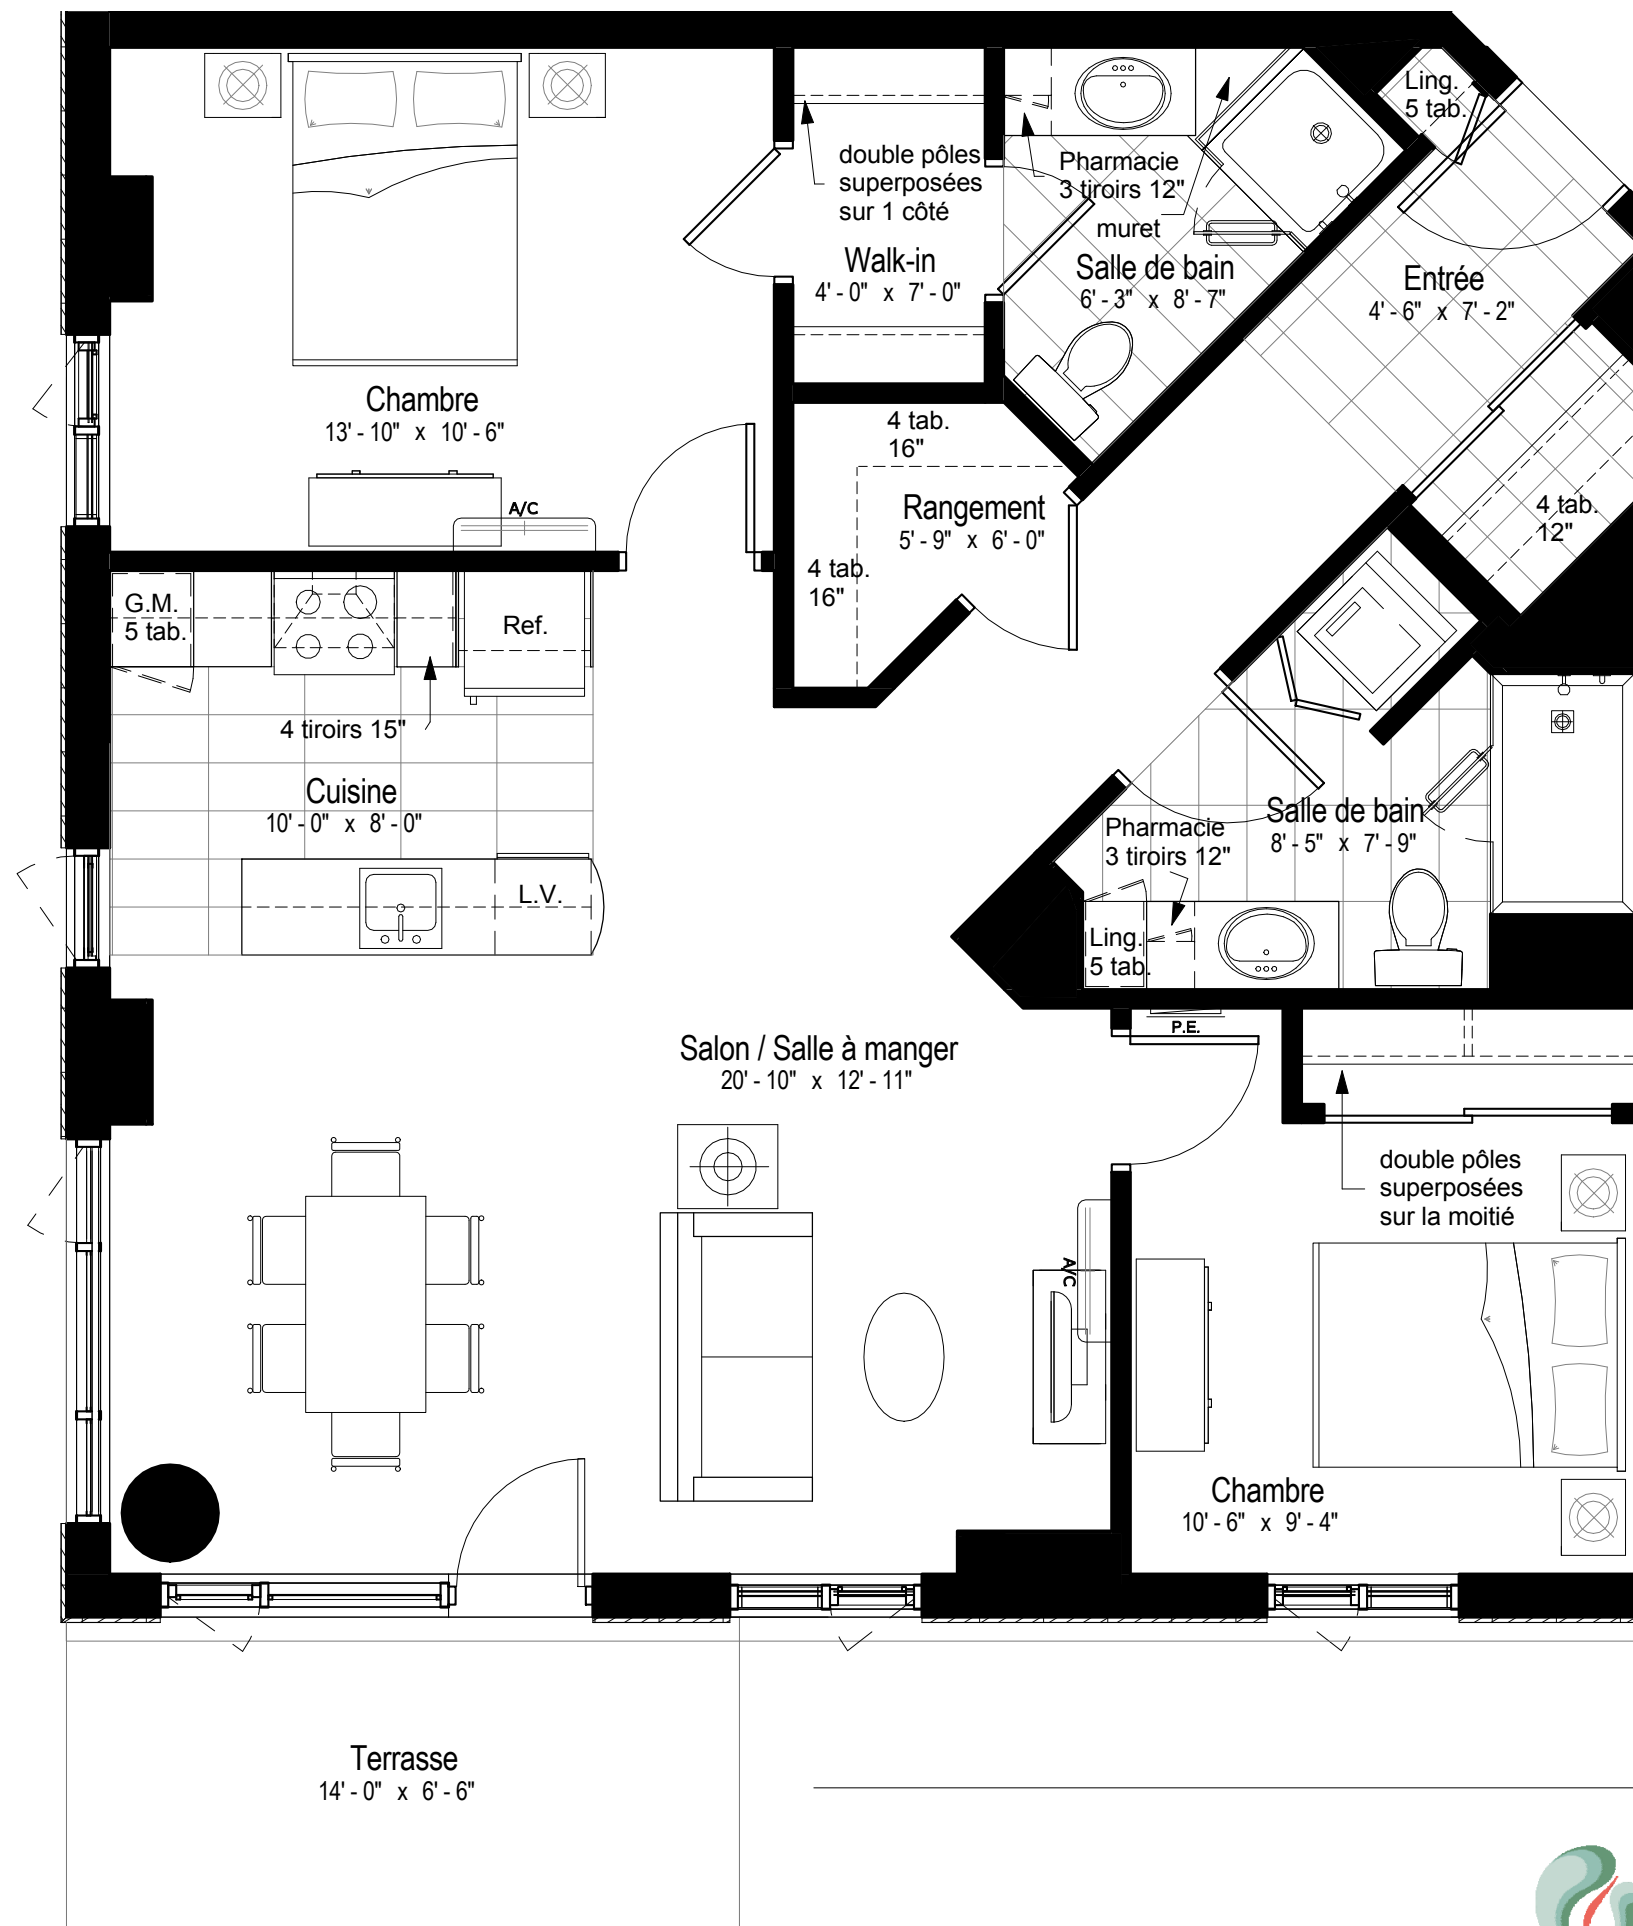 Ling.
5 tab.
double pôles
superposées
sur 1 côté
Pharmacie
3 tiroirs 12"
muret
Walk-in
4' - 0" x 7' - 0"
Salle de bain
6' - 3" x 8' - 7"
Entrée
4' - 6" x 7' - 2"
Chambre
13' - 10" x 10' - 6"
A/C
4 tab.
16"
Rangement
5' - 9" x 6' - 0"
4 tab.
16"
4 tab.
12"
G.M.
5 tab.
Ref.
4 tiroirs 15"
Cuisine
10' - 0" x 8' - 0"
L.V.
Salle de bain
8' - 5" x 7' - 9"
Pharmacie
3 tiroirs 12"
Ling.
5 tab.
P.E.
Salon / Salle à manger
20' - 10" x 12' - 11"
double pôles
superposées
sur la moitié
A/C
Chambre
10' - 6" x 9' - 4"
Terrasse
14' - 0" x 6' - 6"